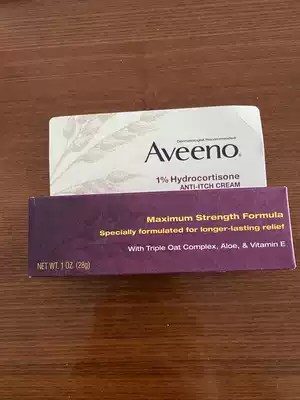 Dermatologist Recommended
Aveeno®
1% Hydrocortisone
ANTI-ITCH CREAM
Maximum Strength Formula
Specially formulated for longer-lasting relief
With Triple Oat Complex, Aloe, & Vitamin E
NET WT. 1 OZ. (28g)